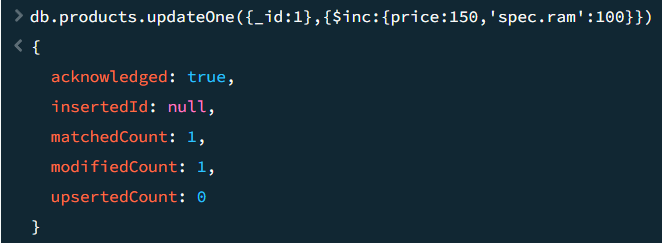 > db.products.updateOne({_id:1},{$inc:{price:150,'spec.ram':100}})
< {
acknowledged: true,
insertedId: null,
matchedCount: 1,
modifiedCount: 1,
upsertedCount: 0
}